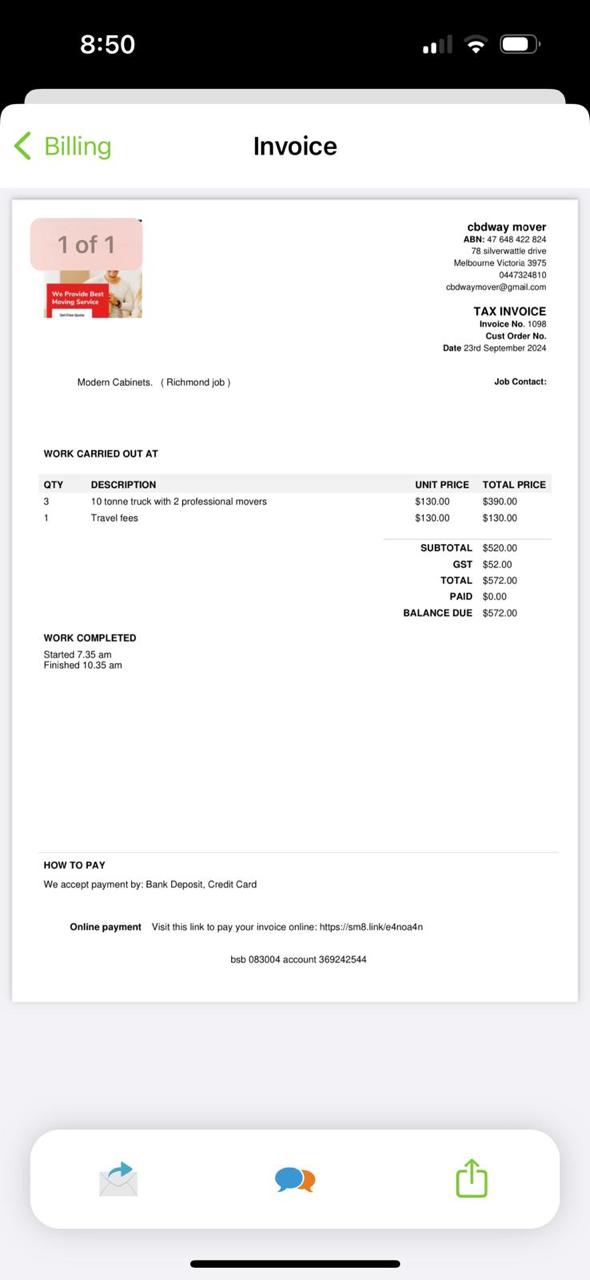 8:50
Billing
Invoice
1 of 1
We Provide Best
Moving Service
Get Free Quote
cbdway mover
ABN: 47 648 422 824
78 silverwattle drive
Melbourne Victoria 3975
0447324810
cbdwaymover@gmail.com
TAX INVOICE
Invoice No. 1098
Cust Order No.
Date 23rd September 2024
Modern Cabinets. ( Richmond job )
Job Contact:
WORK CARRIED OUT AT
QTY DESCRIPTION UNIT PRICE TOTAL PRICE
3 10 tonne truck with 2 professional movers $130.00 $390.00
1 Travel fees $130.00 $130.00
SUBTOTAL $520.00
GST $52.00
TOTAL $572.00
PAID $0.00
BALANCE DUE $572.00
WORK COMPLETED
Started 7.35 am
Finished 10.35 am
HOW TO PAY
We accept payment by: Bank Deposit, Credit Card
Online payment Visit this link to pay your invoice online: https://sm8.link/e4noa4n
bsb 083004 account 369242544